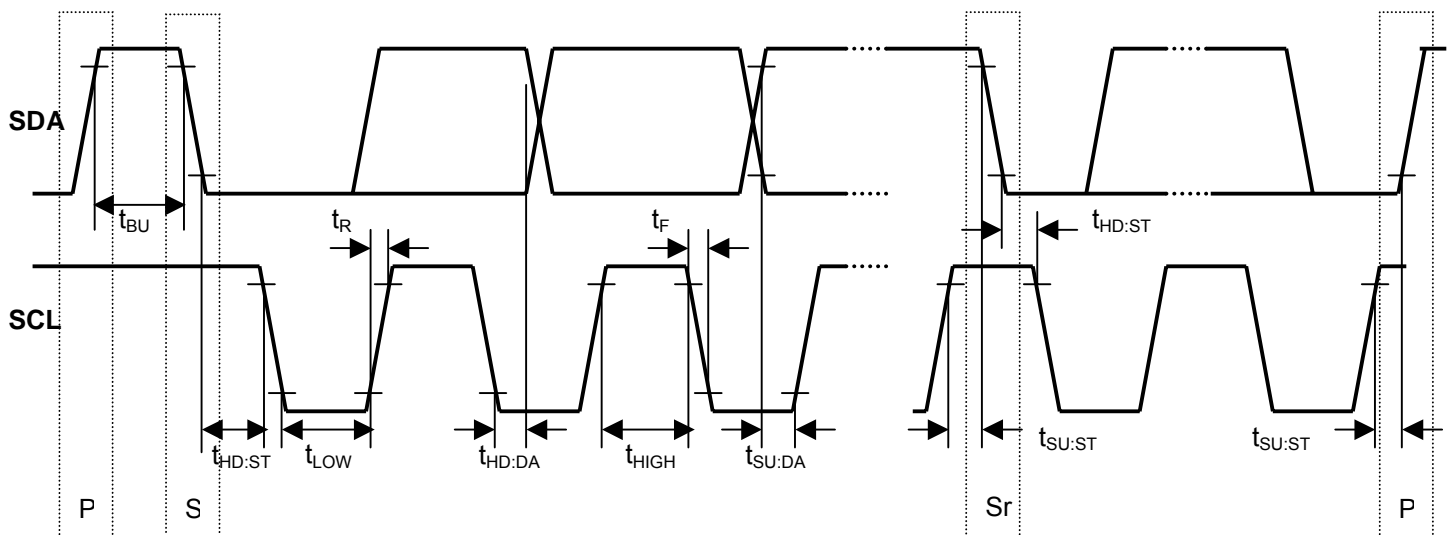 SDA
t_BU
t_R
t_F
t_HD:ST
SCL
t_HD:ST
t_LOW
t_HD:DA
t_HIGH
t_SU:DA
t_SU:ST
t_SU:ST
P
S
Sr
P